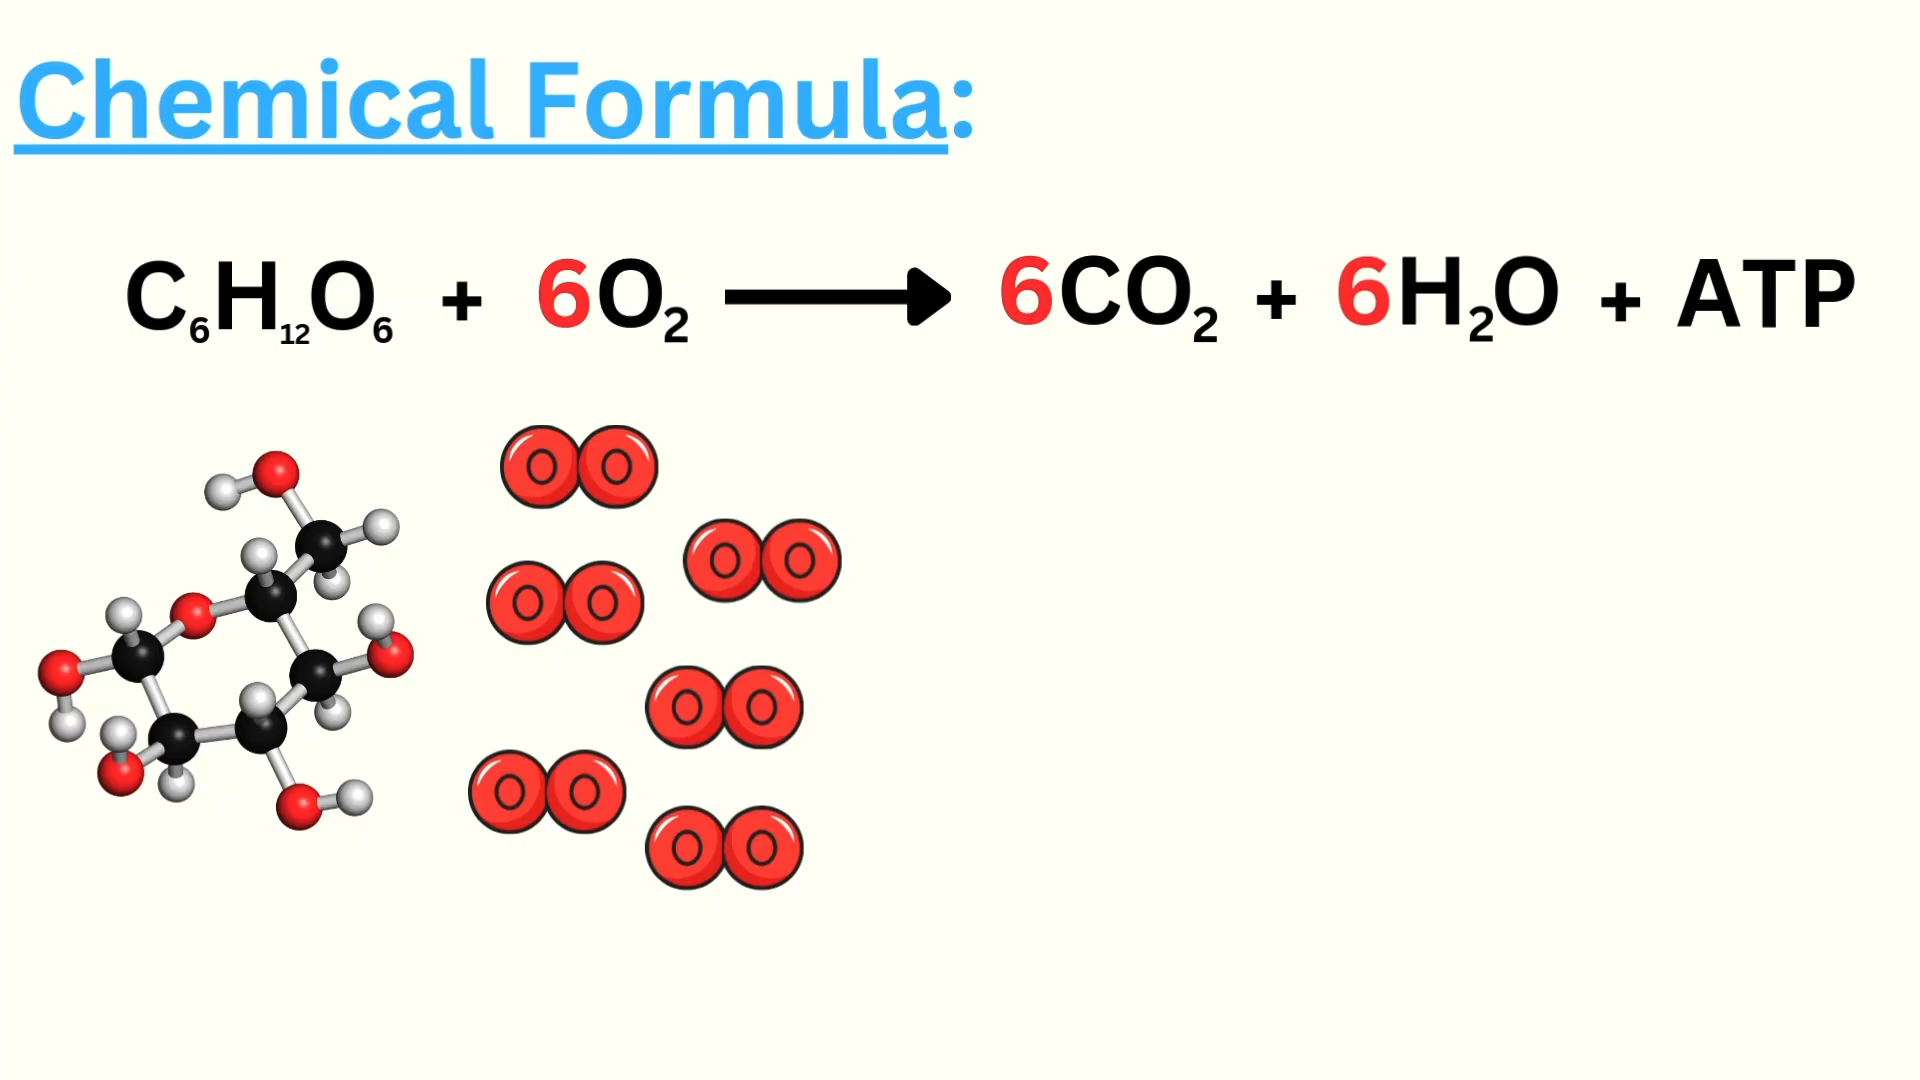 Chemical Formula:
C₆H₁₂O₆ + 6O₂ → 6CO₂ + 6H₂O + ATP
O O
O O
O O
O O
O O
O O